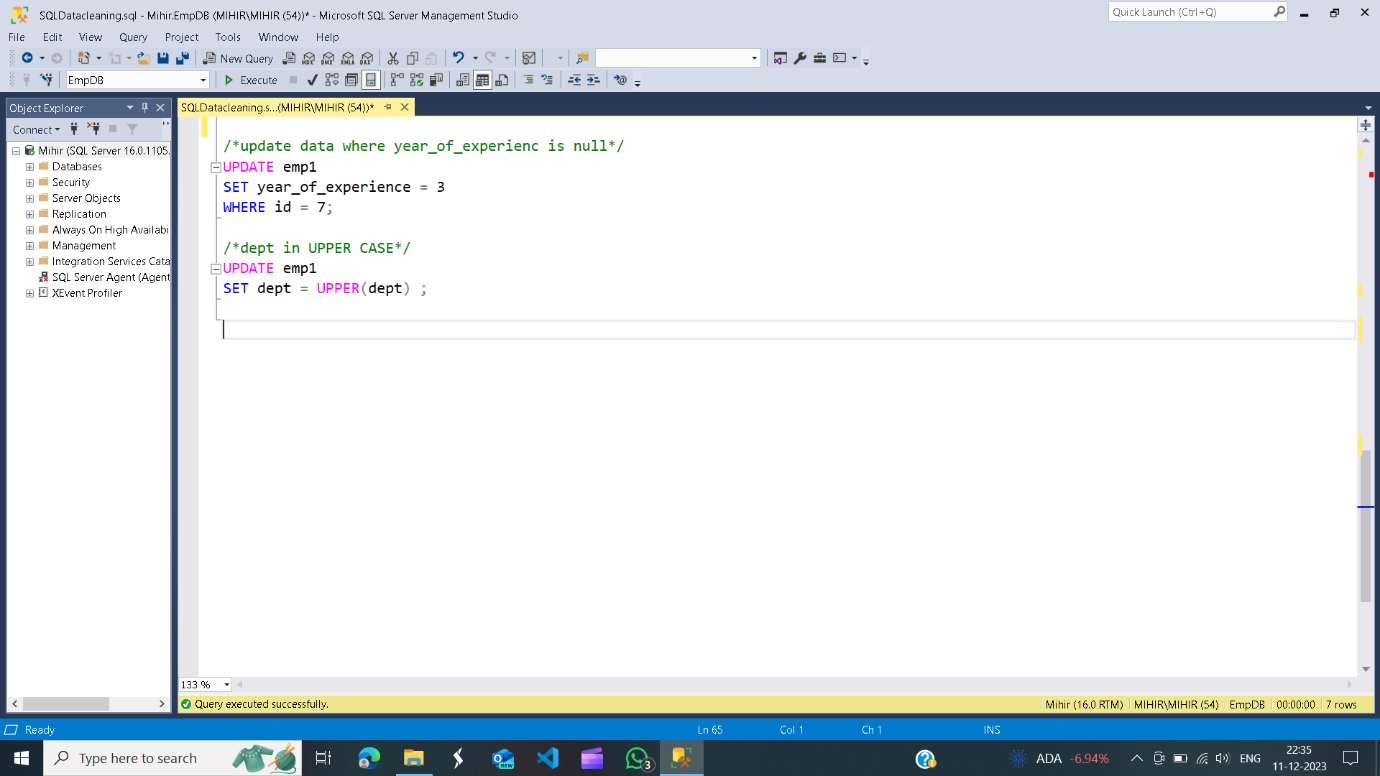 SQLDatacleaning.sql - Mihir.EmpDB (MIHIR\MIHIR (54))* - Microsoft SQL Server Management Studio
Quick Launch (Ctrl+Q)
File Edit View Query Project Tools Window Help
New Query
MDX DMX XMLA DAX
EmpDB Execute
Object Explorer
SQLDatacleaning.s...(MIHIR\MIHIR (54))*
Connect
Mihir (SQL Server 16.0.1105.
Databases
Security
Server Objects
Replication
Always On High Availabi
Management
Integration Services Cata
SQL Server Agent (Agent
XEvent Profiler
/*update data where year_of_experienc is null*/
UPDATE emp1
SET year_of_experience = 3
WHERE id = 7;
/*dept in UPPER CASE*/
UPDATE emp1
SET dept = UPPER(dept) ;
133 %
Query executed successfully.
Mihir (16.0 RTM) MIHIR\MIHIR (54) EmpDB 00:00:00 7 rows
Ready Ln 65 Col 1 Ch 1 INS
Type here to search
NEW
3
ADA -6.94%
ENG
22:35
11-12-2023